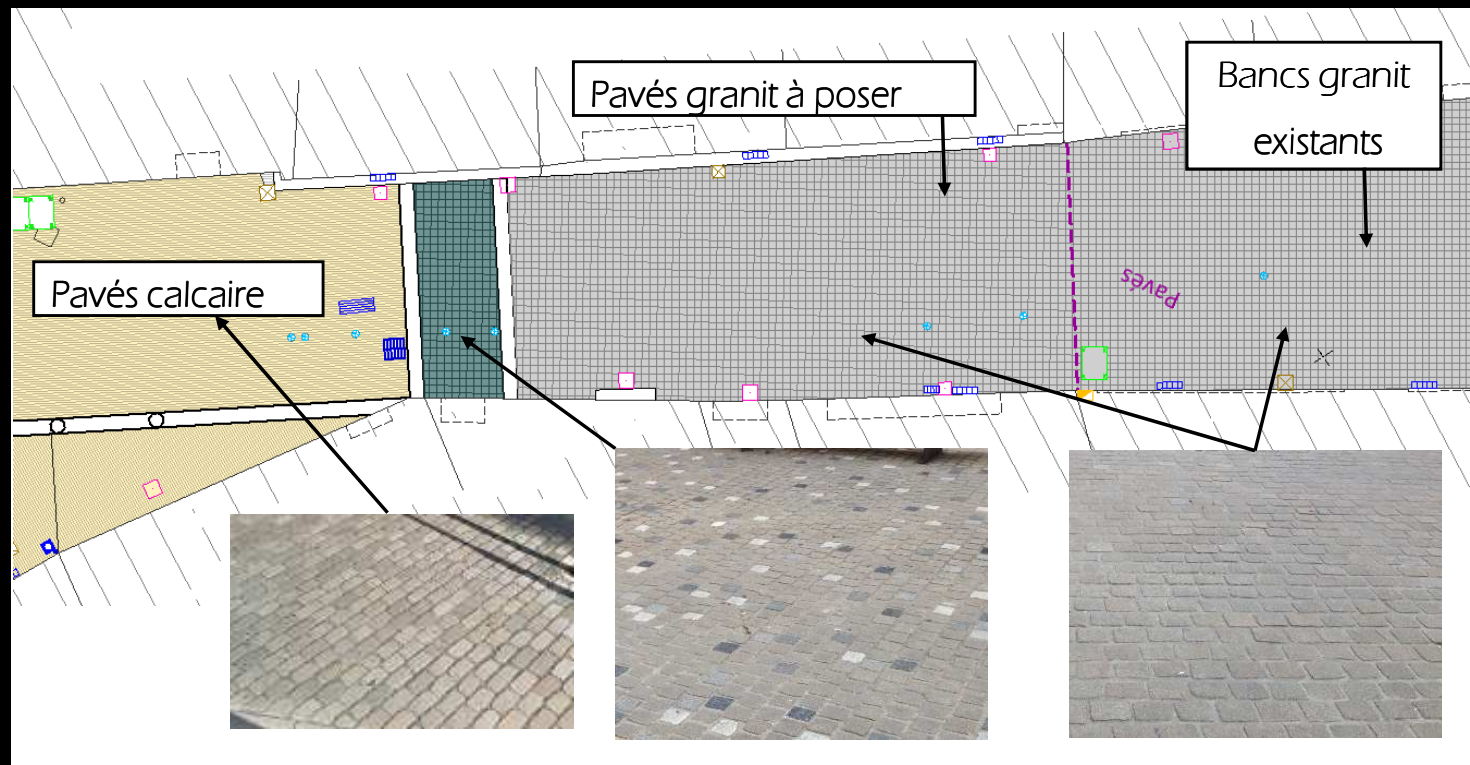 Pavés granit à poser
Bancs granit
existants
Pavés calcaire
Pavés